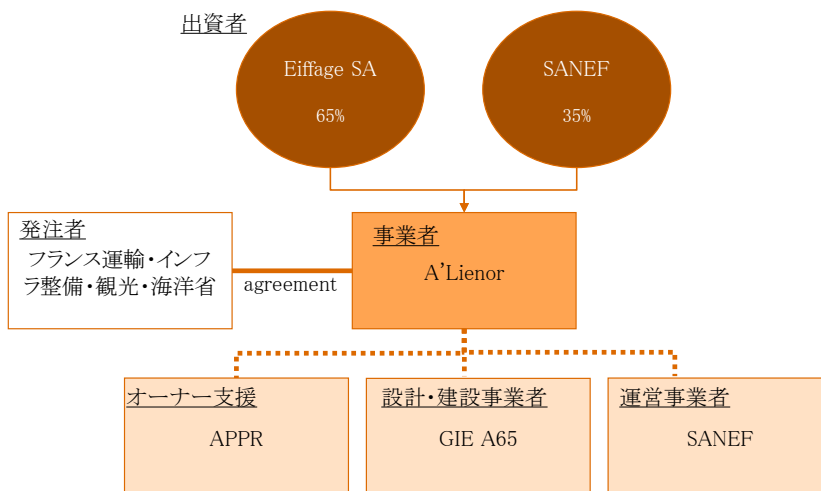 出資者
Eiffage SA
65%
SANEF
35%
発注者
フランス運輸・インフ
ラ整備・観光・海洋省
agreement
事業者
A’Lienor
オーナー支援
APPR
設計・建設事業者
GIE A65
運営事業者
SANEF